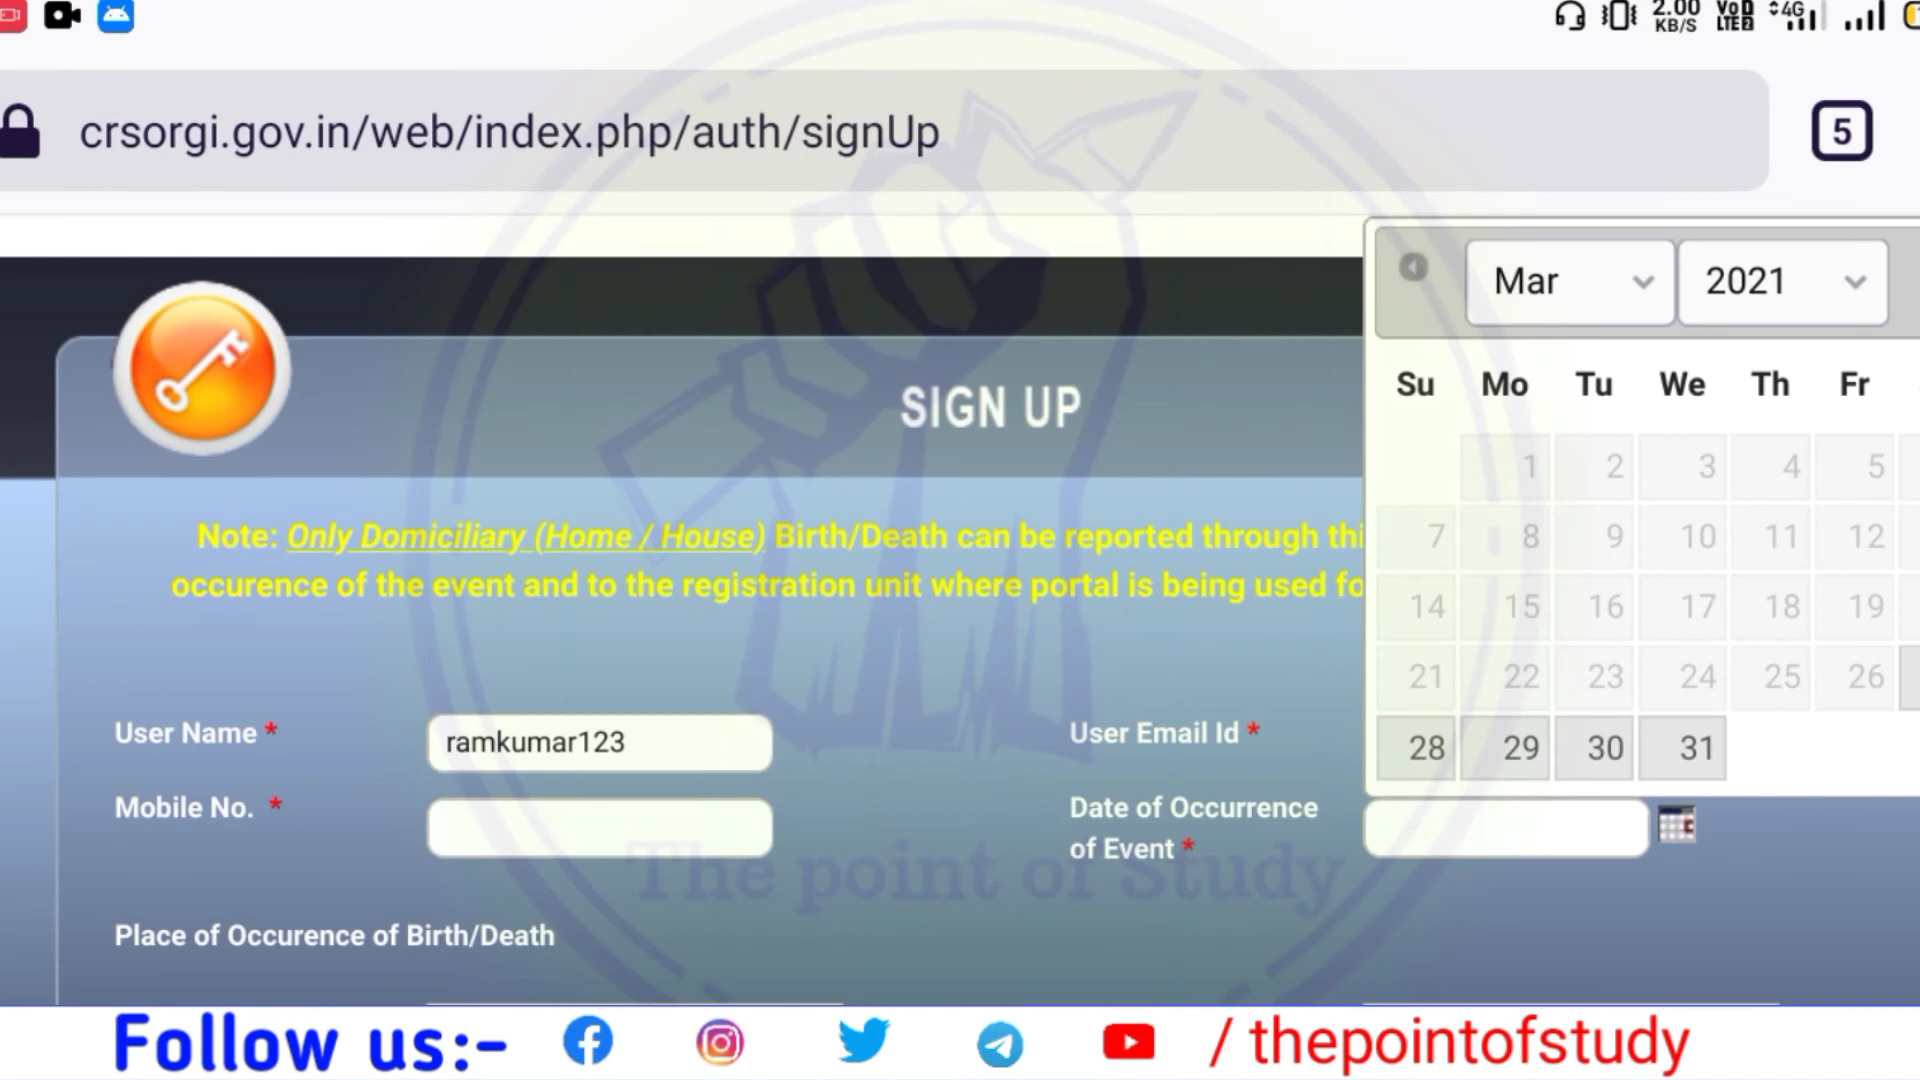 2.00 KB/S Vo LTE2 4G
crsorgi.gov.in/web/index.php/auth/signUp
5
Mar 2021
Su Mo Tu We Th Fr
1 2 3 4 5
7 8 9 10 11 12
14 15 16 17 18 19
21 22 23 24 25 26
28 29 30 31
SIGN UP
Note: Only Domiciliary (Home / House) Birth/Death can be reported through thi
occurence of the event and to the registration unit where portal is being used fo
User Name * ramkumar123 User Email Id *
Mobile No. * Date of Occurrence
of Event *
The point of Study
Place of Occurence of Birth/Death
Follow us:- / thepointofstudy